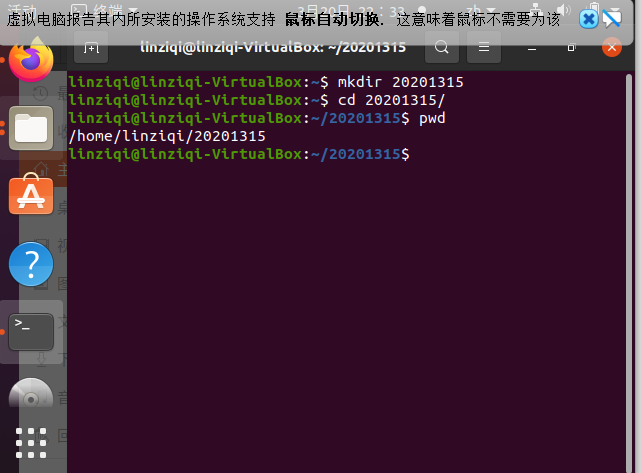 虚拟电脑报告其内所安装的操作系统支持 鼠标自动切换. 这意味着鼠标不需要为该
linziqi@linziqi-VirtualBox: ~/20201315
linziqi@linziqi-VirtualBox:~$ mkdir 20201315
linziqi@linziqi-VirtualBox:~$ cd 20201315/
linziqi@linziqi-VirtualBox:~/20201315$ pwd
/home/linziqi/20201315
linziqi@linziqi-VirtualBox:~/20201315$